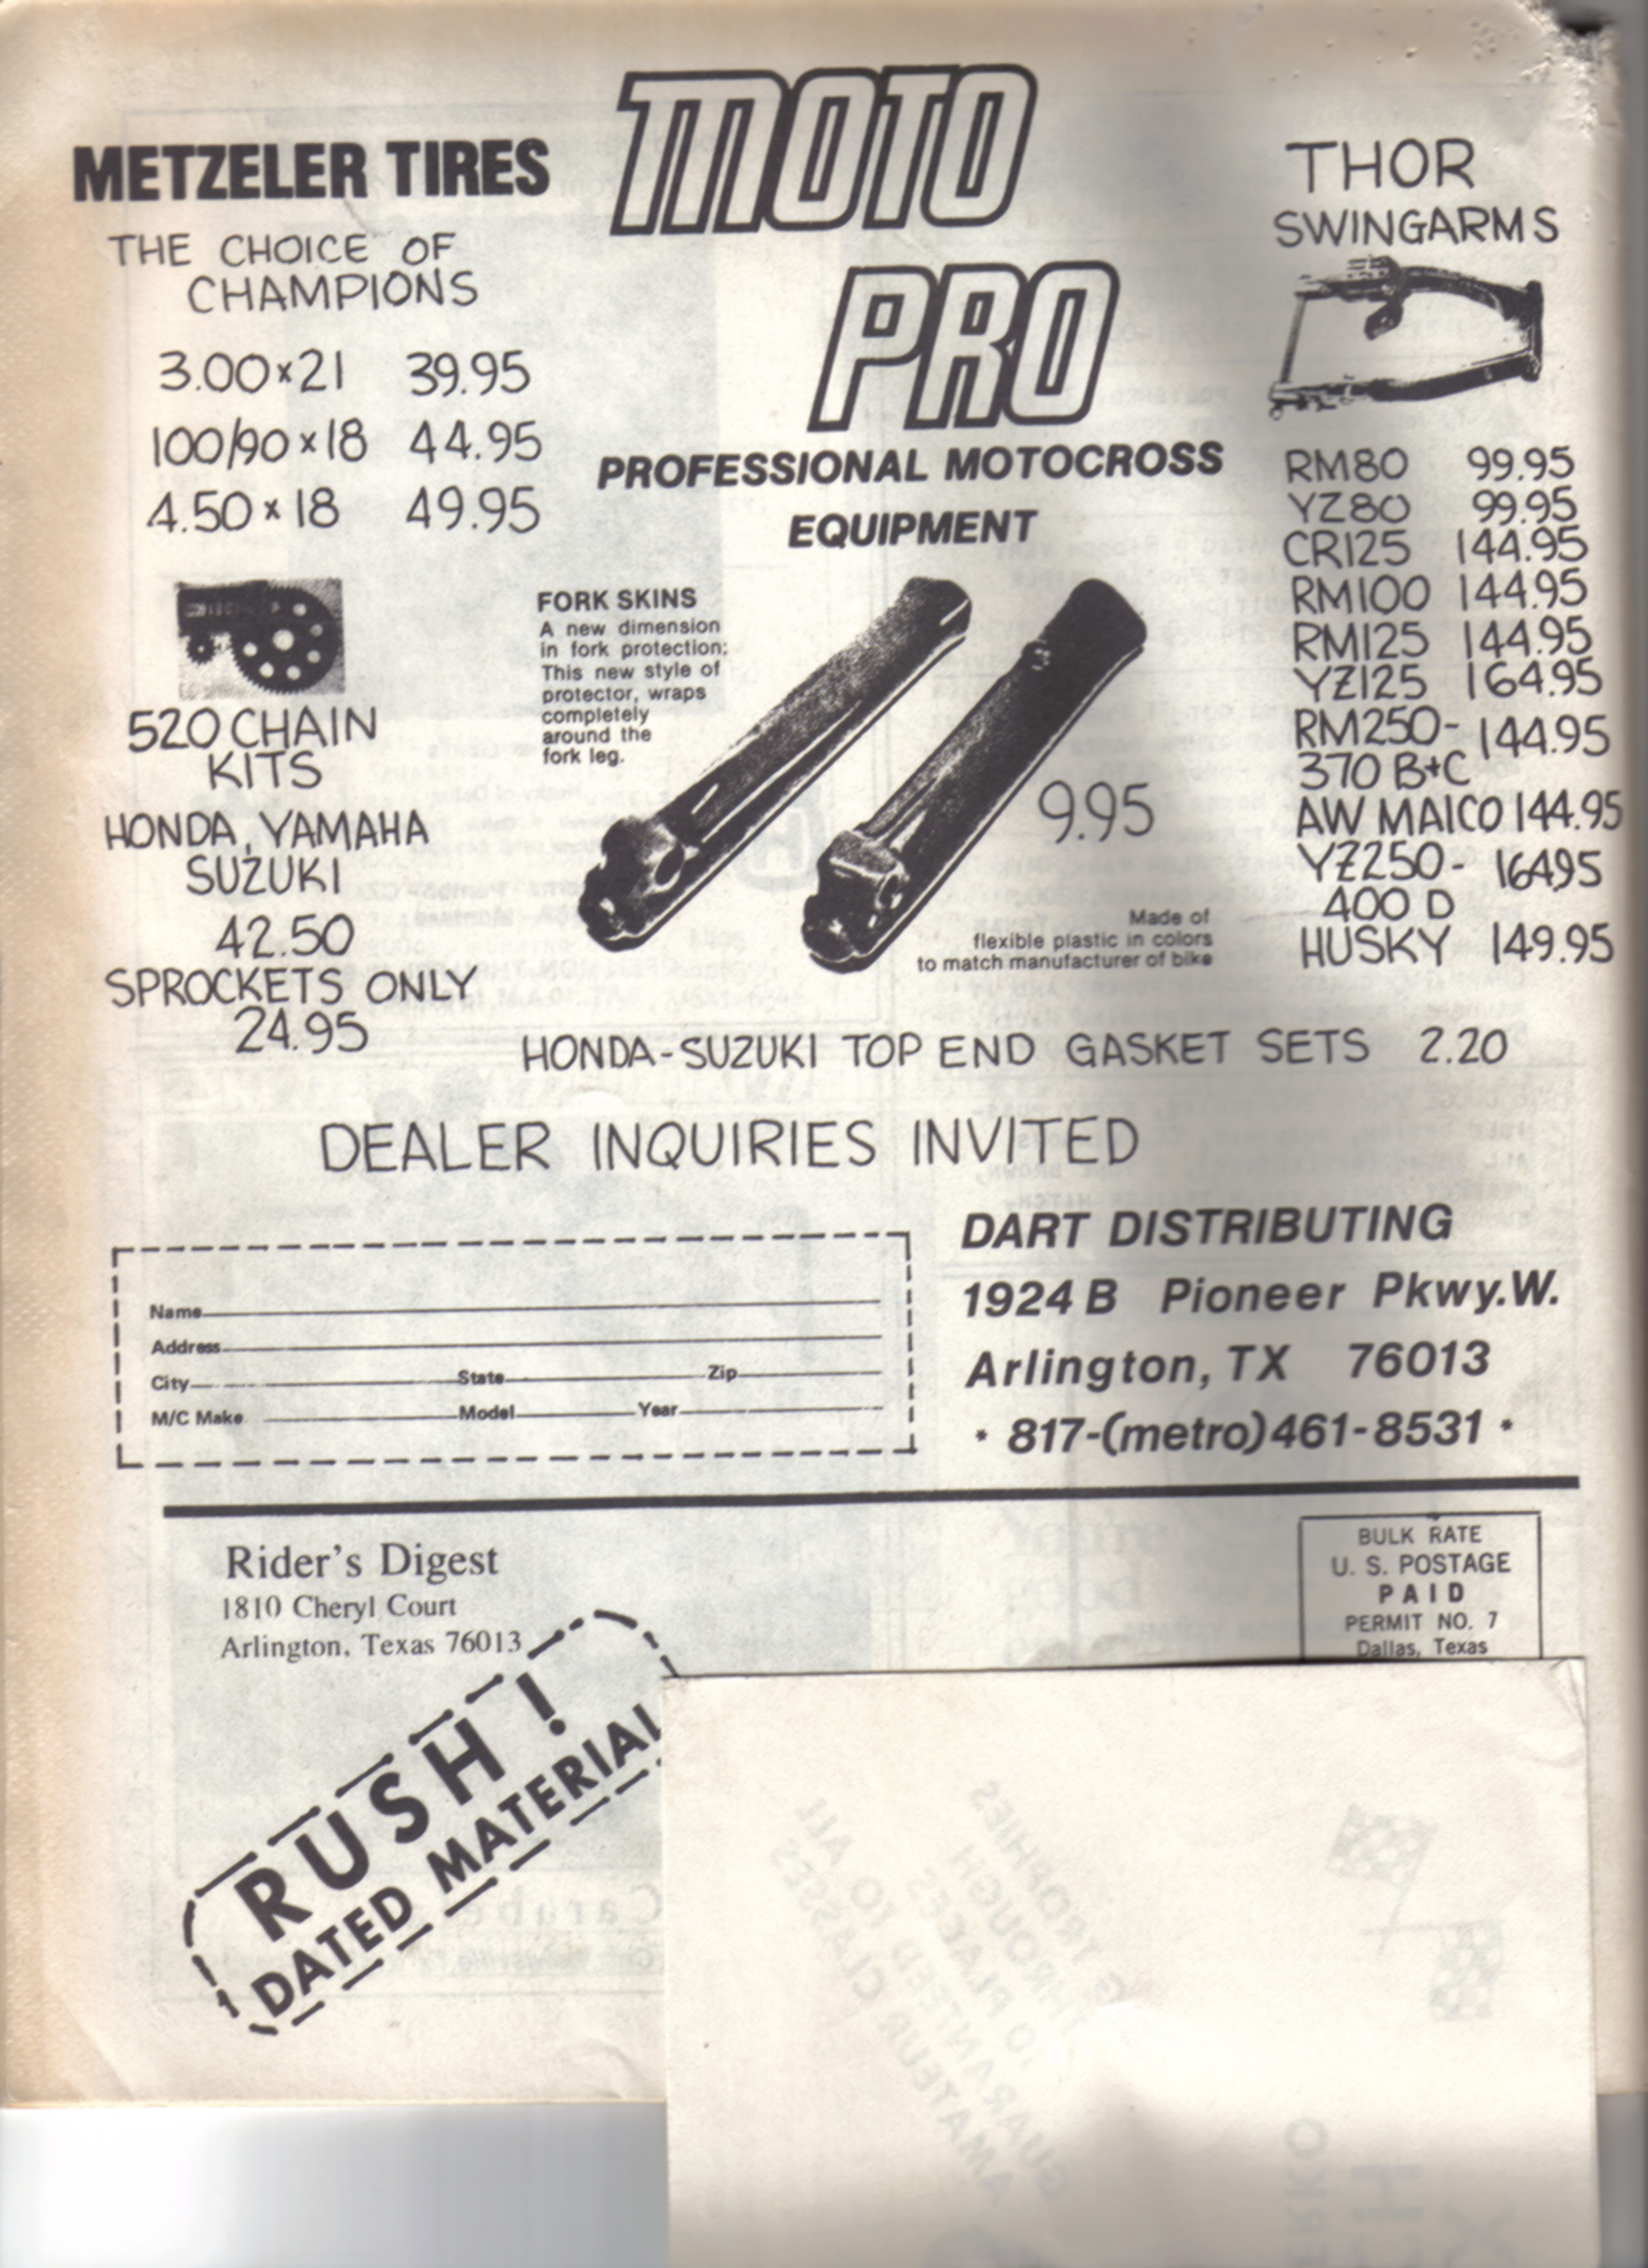 MOTO
PRO
PROFESSIONAL MOTOCROSS
EQUIPMENT
METZELER TIRES
THE CHOICE OF
CHAMPIONS
3.00×21 39.95
100/90×18 44.95
4.50×18 49.95
520 CHAIN
KITS
HONDA, YAMAHA
SUZUKI
42.50
SPROCKETS ONLY
24.95
FORK SKINS
A new dimension
in fork protection:
This new style of
protector, wraps
completely
around the
fork leg.
9.95
Made of
flexible plastic in colors
to match manufacturer of bike
THOR
SWINGARMS
RM80 99.95
YZ80 99.95
CR125 144.95
RM100 144.95
RM125 144.95
YZ125 164.95
RM250- 144.95
370 B+C
AW MAICO 144.95
YZ250- 164.95
400 D
HUSKY 149.95
HONDA-SUZUKI TOP END GASKET SETS 2.20
DEALER INQUIRIES INVITED
Name
Address
City State Zip
M/C Make Model Year
DART DISTRIBUTING
1924 B Pioneer Pkwy.W.
Arlington, TX 76013
• 817-(metro)461-8531 •
Rider's Digest
1810 Cheryl Court
Arlington, Texas 76013
BULK RATE
U. S. POSTAGE
PAID
PERMIT NO. 7
Dallas, Texas
RUSH!
DATED MATERIAL